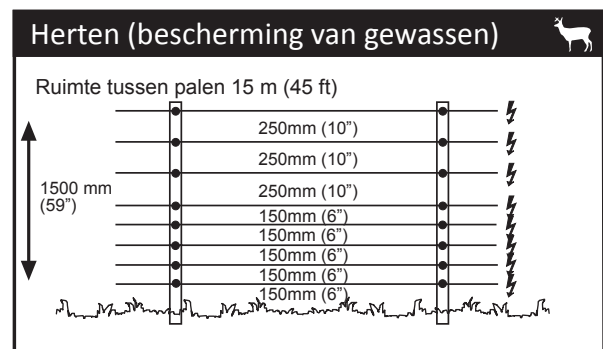 Herten (bescherming van gewassen)
Ruimte tussen palen 15 m (45 ft)
250mm (10”)
250mm (10”)
1500 mm
(59”)
250mm (10”)
150mm (6”)
150mm (6”)
150mm (6”)
150mm (6”)
150mm (6”)